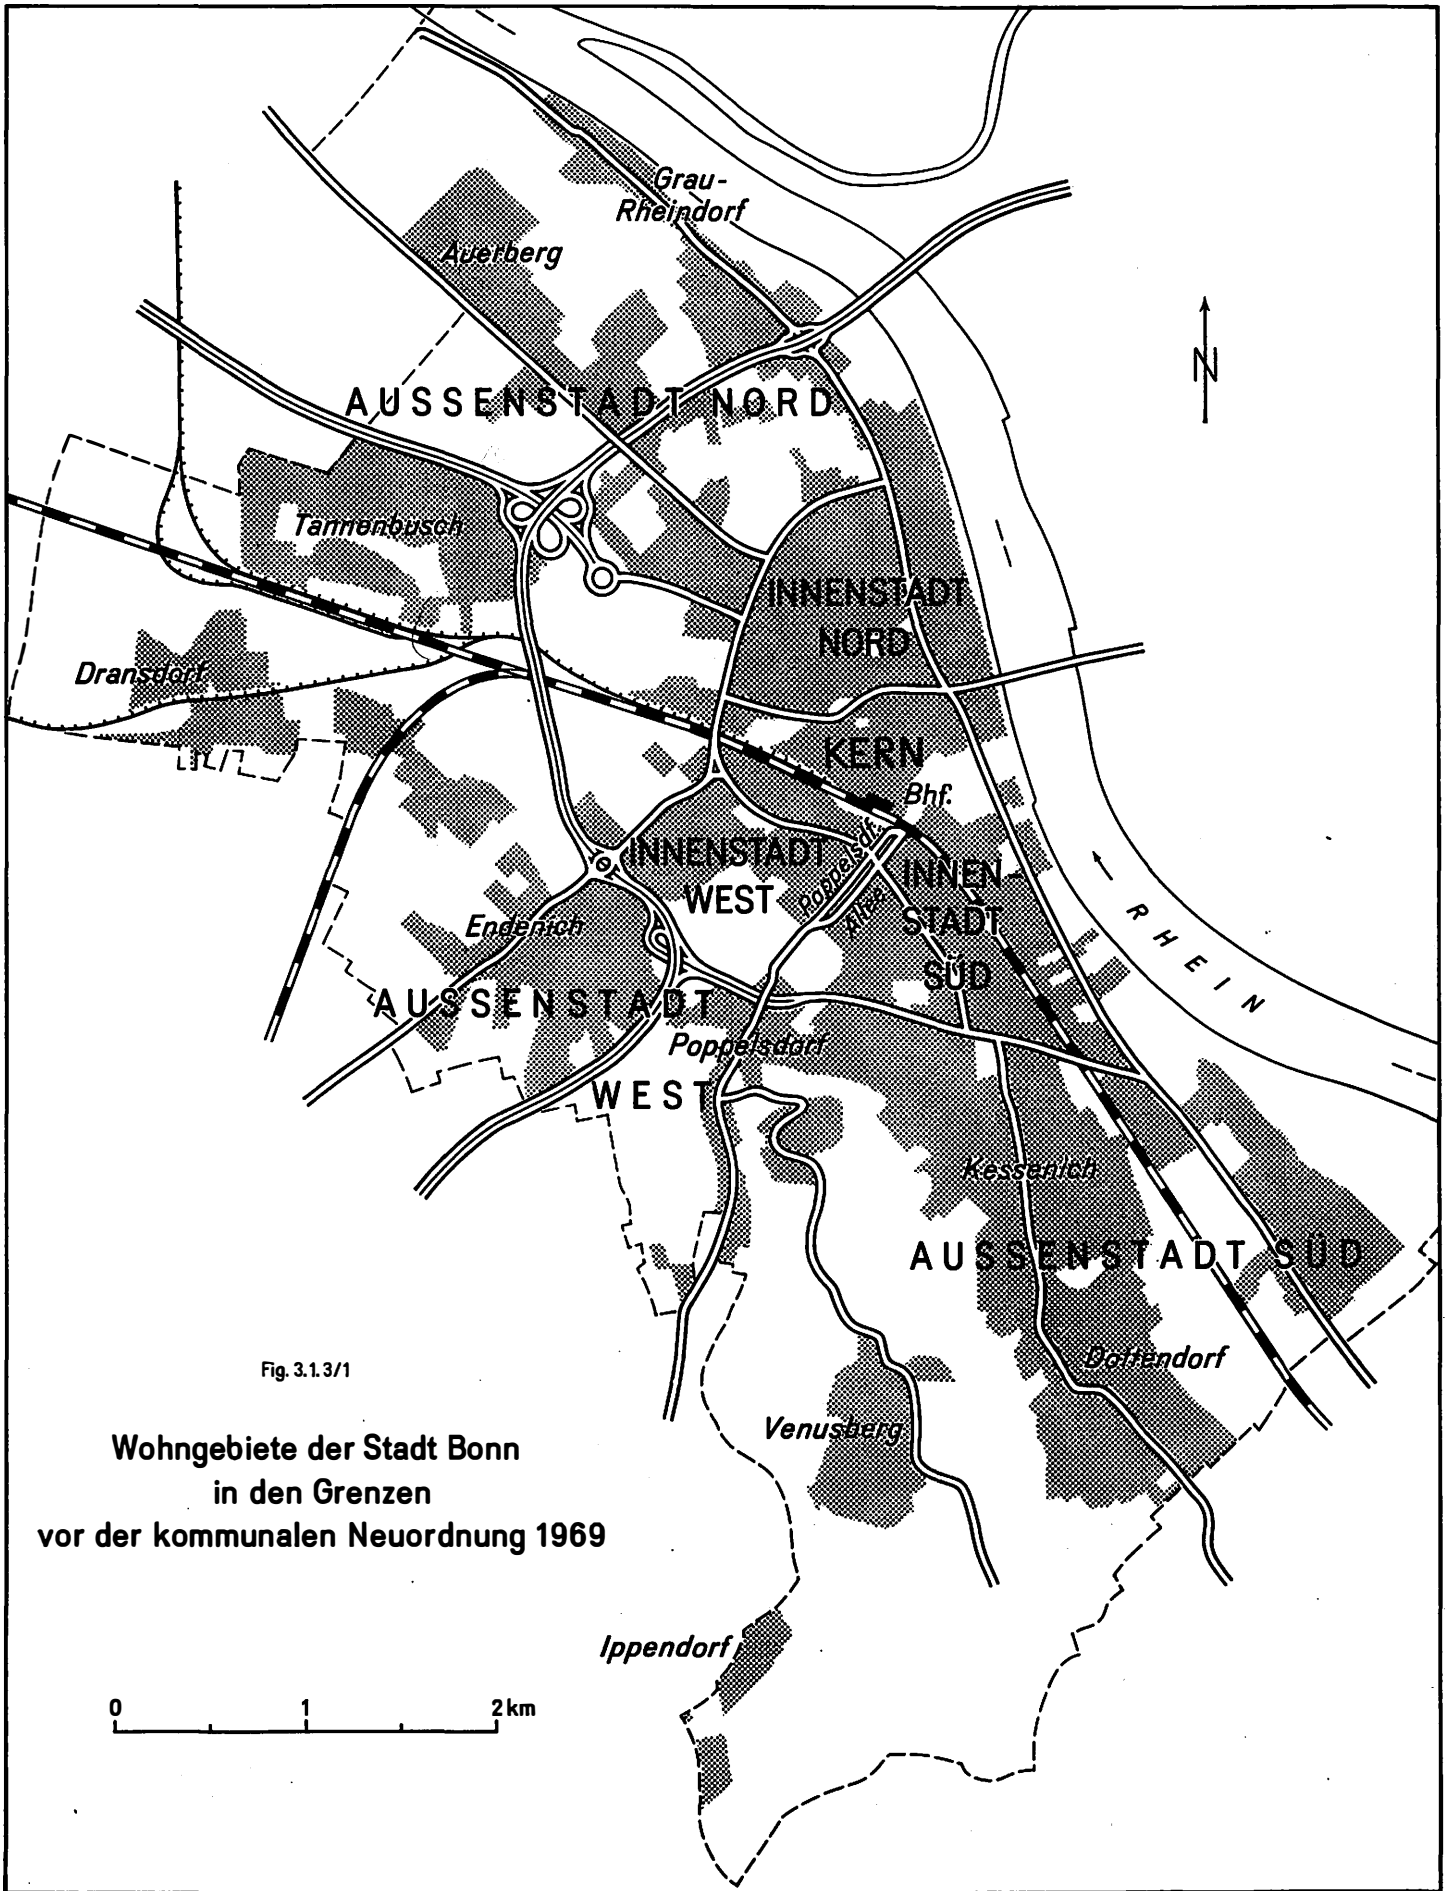 Grau-
Rheindorf
Auerberg
N
AUSSENSTADT NORD
Tannenbusch
INNENSTADT
NORD
Dransdorf
KERN
Bhf.
INNENSTADT
WEST
Poppelsdf.
Allee
INNEN-
STADT
SÜD
RHEIN
Endenich
AUSSENSTADT
WEST
Poppelsdorf
Kessenich
AUSSENSTADT SÜD
Dottendorf
Venusberg
Fig. 3.1.3/1
Wohngebiete der Stadt Bonn
in den Grenzen
vor der kommunalen Neuordnung 1969
Ippendorf
0 1 2 km